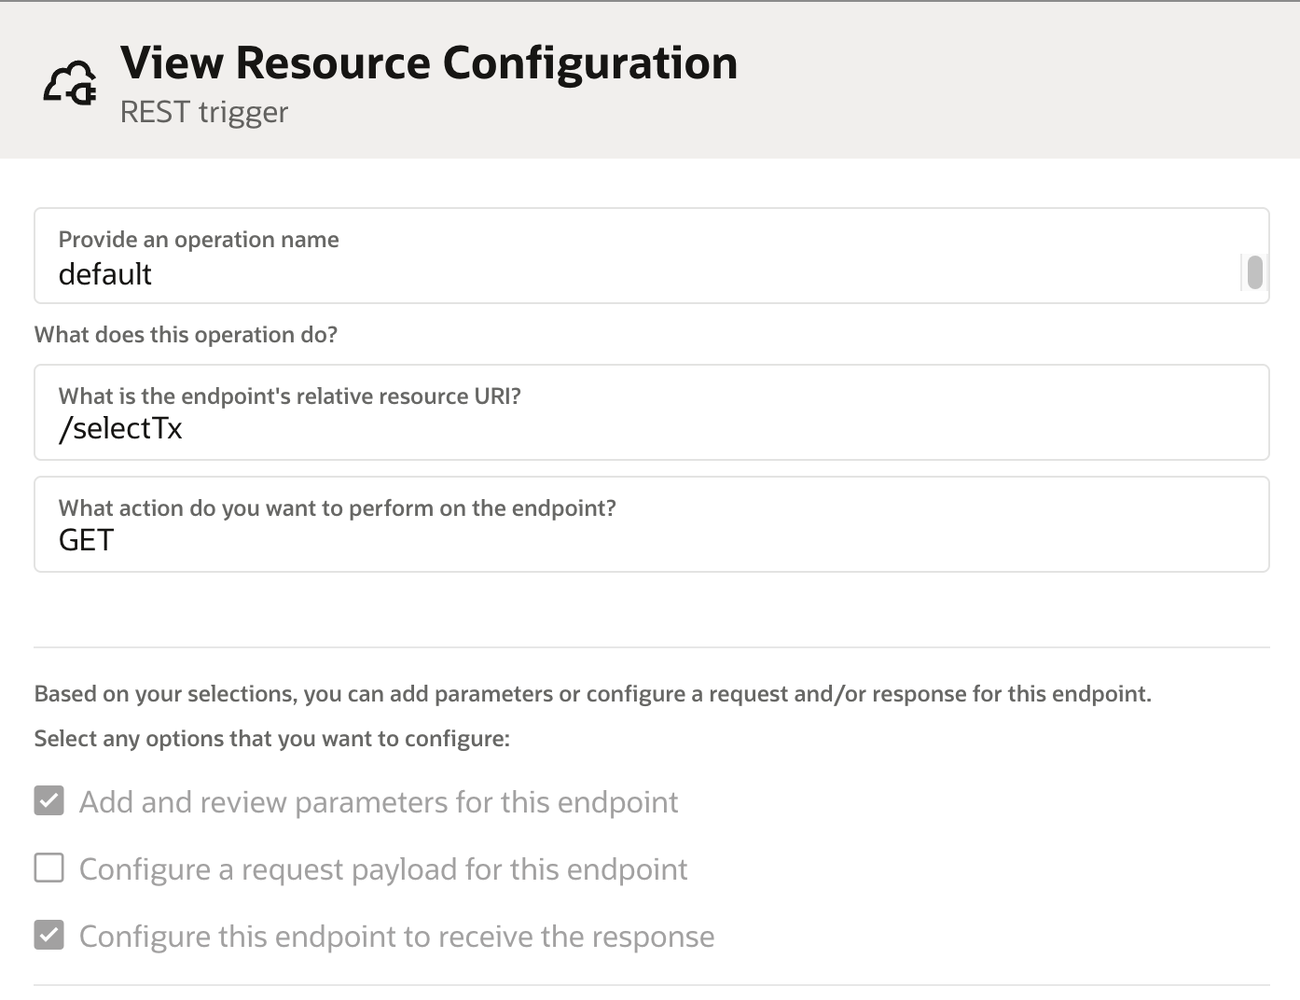 View Resource Configuration
REST trigger
Provide an operation name
default
What does this operation do?
What is the endpoint's relative resource URI?
/selectTx
What action do you want to perform on the endpoint?
GET
Based on your selections, you can add parameters or configure a request and/or response for this endpoint.
Select any options that you want to configure:
Add and review parameters for this endpoint
Configure a request payload for this endpoint
Configure this endpoint to receive the response